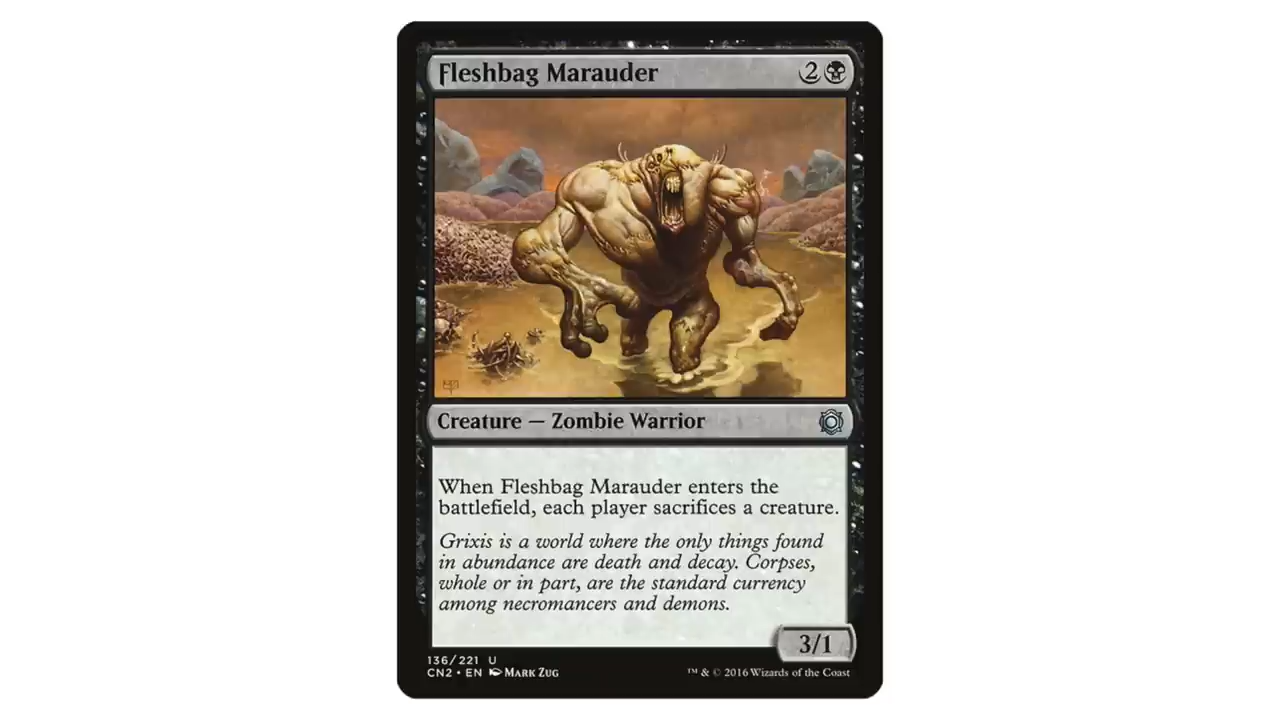 Fleshbag Marauder 2
Creature — Zombie Warrior
When Fleshbag Marauder enters the
battlefield, each player sacrifices a creature.
Grixis is a world where the only things found
in abundance are death and decay. Corpses,
whole or in part, are the standard currency
among necromancers and demons.
3/1
136/221 U
CN2 • EN Mark Zug
™ & © 2016 Wizards of the Coast